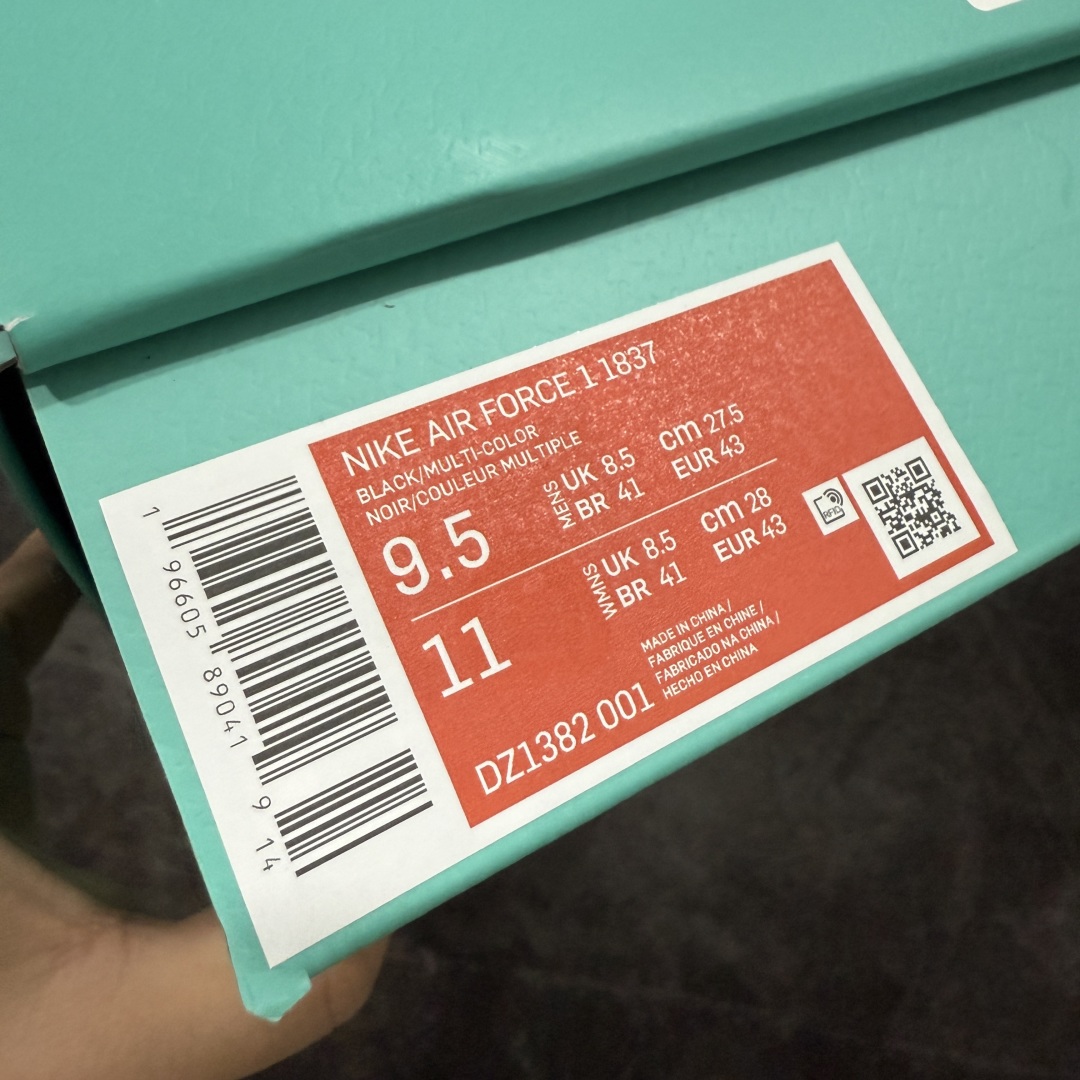 NIKE AIR FORCE 1 1837
BLACK/MULTI-COLOR
NOIR/COULEUR MULTIPLE
9.5
MENS
UK 8.5
BR 41
cm 27.5
EUR 43
11
WMNS
UK 8.5
BR 41
cm 28
EUR 43
RFID
DZ1382 001
MADE IN CHINA/
FABRIQUE EN CHINE/
FABRICADO NA CHINA/
HECHO EN CHINA
1 96605 89041 9 14